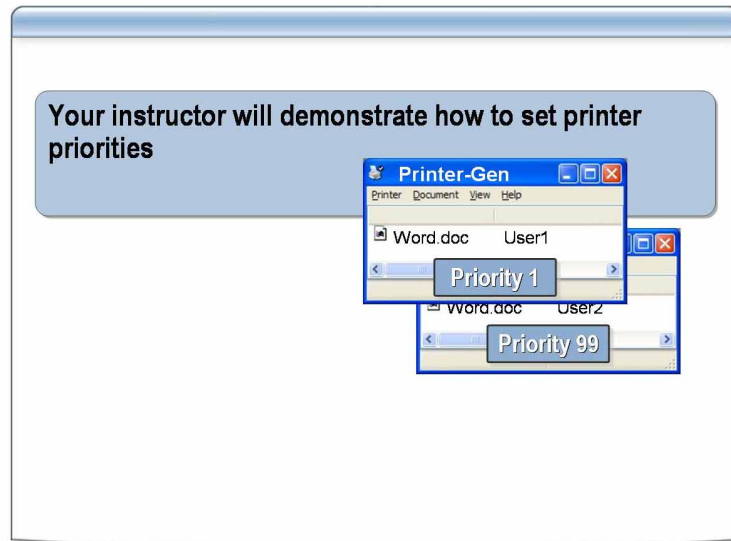 Your instructor will demonstrate how to set printer
priorities
Printer-Gen
Printer Document View Help
Word.doc User1
Priority 1
Word.doc User2
Priority 99